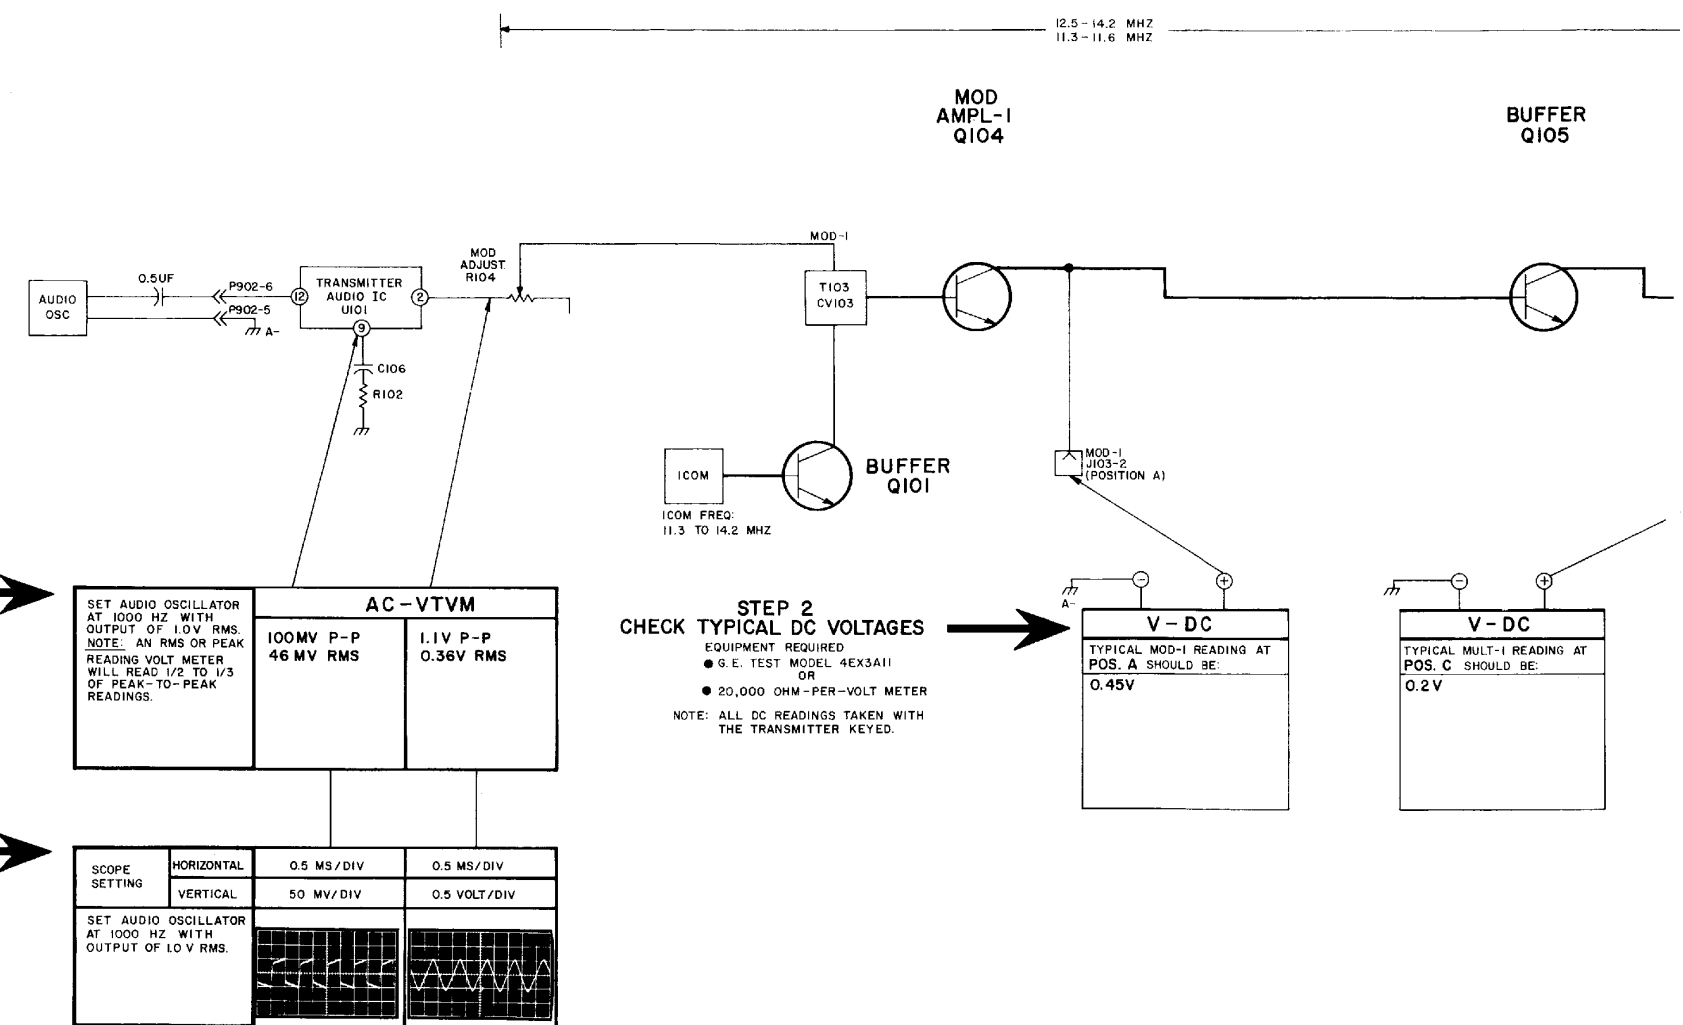 12.5-14.2 MHZ
11.3-11.6 MHZ
MOD
AMPL-1
Q104
BUFFER
Q105
MOD-1
MOD
ADJUST
R104
0.5UF
P902-6
AUDIO
OSC
12
TRANSMITTER
AUDIO IC
U101
2
T103
CV103
P902-5
A-
9
C106
R102
ICOM
BUFFER
Q101
ICOM FREQ:
11.3 TO 14.2 MHZ
MOD-1
J103-2
(POSITION A)
A-
SET AUDIO OSCILLATOR
AT 1000 HZ WITH
OUTPUT OF 1.0V RMS.
NOTE: AN RMS OR PEAK
READING VOLT METER
WILL READ 1/2 TO 1/3
OF PEAK-TO-PEAK
READINGS.
AC-VTVM
100MV P-P
46 MV RMS
1.1V P-P
0.36V RMS
STEP 2
CHECK TYPICAL DC VOLTAGES
EQUIPMENT REQUIRED
● G.E. TEST MODEL 4EX3A11
OR
● 20,000 OHM-PER-VOLT METER
NOTE: ALL DC READINGS TAKEN WITH
THE TRANSMITTER KEYED.
V-DC
TYPICAL MOD-1 READING AT
POS. A SHOULD BE:
0.45V
V-DC
TYPICAL MULT-1 READING AT
POS. C SHOULD BE:
0.2V
SCOPE
SETTING
HORIZONTAL
0.5 MS/DIV
0.5 MS/DIV
VERTICAL
50 MV/DIV
0.5 VOLT/DIV
SET AUDIO OSCILLATOR
AT 1000 HZ WITH
OUTPUT OF 1.0 V RMS.